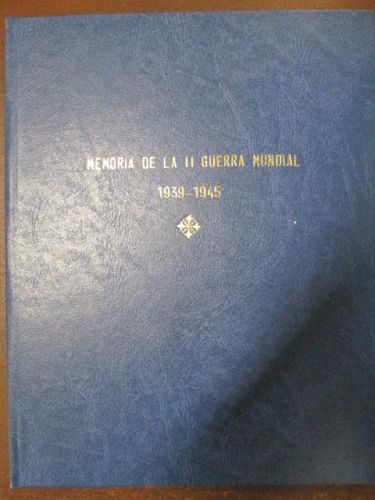 MEMORIA DE LA II GUERRA MUNDIAL
1939-1945